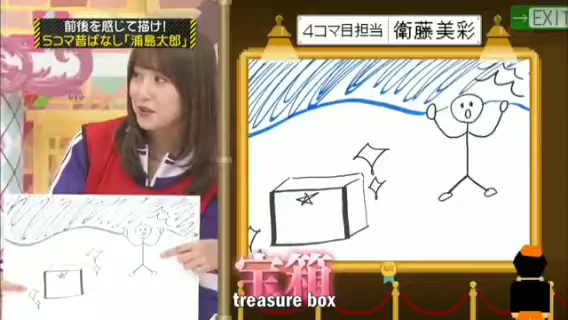 前後を感じて描け!
5コマ昔ばなし「浦島太郎」
4コマ目担当 衛藤美彩
→EXIT
宝箱
treasure box